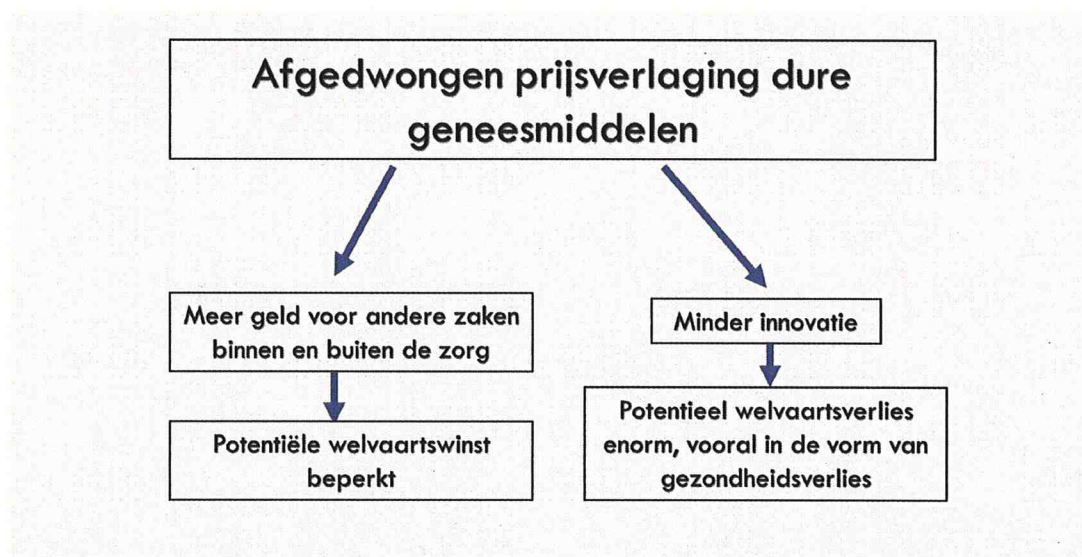 Afgedwongen prijsverlaging dure
geneesmiddelen
Meer geld voor andere zaken
binnen en buiten de zorg
Minder innovatie
Potentiële welvaartswinst
beperkt
Potentieel welvaartsverlies
enorm, vooral in de vorm van
gezondheidsverlies